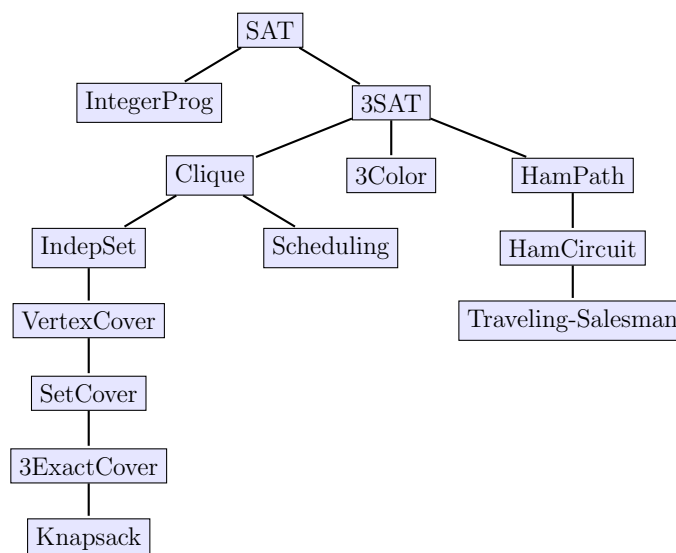 SAT
IntegerProg
3SAT
Clique
3Color
HamPath
IndepSet
Scheduling
HamCircuit
VertexCover
Traveling-Salesman
SetCover
3ExactCover
Knapsack